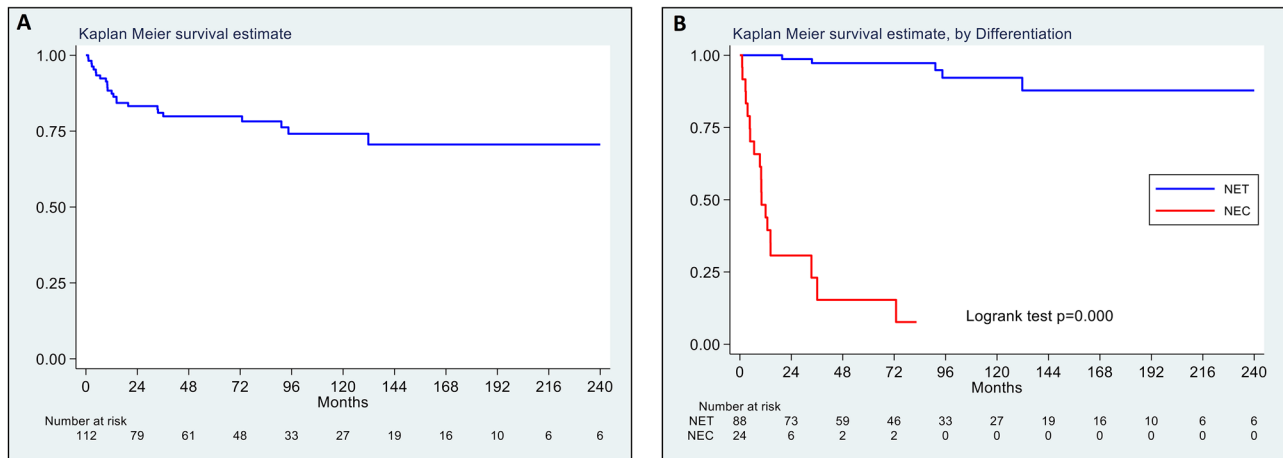 A
Kaplan Meier survival estimate
1.00
0.75
0.50
0.25
0.00
0 24 48 72 96 120 144 168 192 216 240
Months
Number at risk
112 79 61 48 33 27 19 16 10 6 6
B
Kaplan Meier survival estimate, by Differentiation
1.00
0.75
0.50
0.25
0.00
NET
NEC
Logrank test p=0.000
0 24 48 72 96 120 144 168 192 216 240
Months
Number at risk
NET 88 73 59 46 33 27 19 16 10 6 6
NEC 24 6 2 2 0 0 0 0 0 0 0